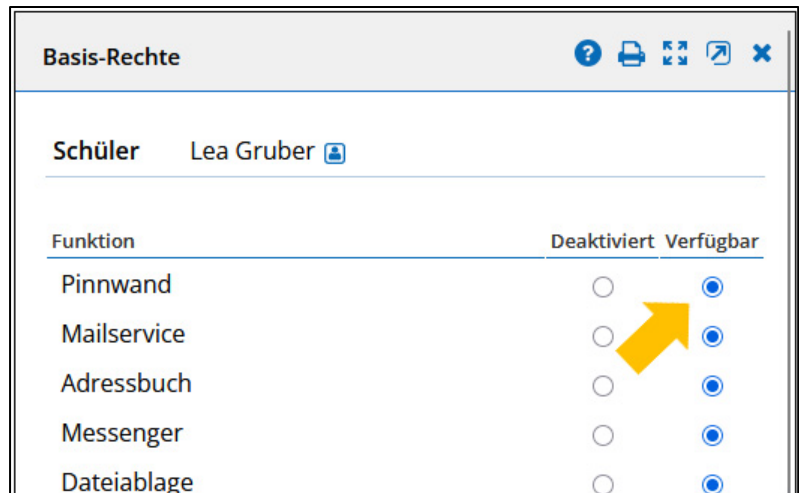 Basis-Rechte
Schüler Lea Gruber
Funktion Deaktiviert Verfügbar
Pinnwand
Mailservice
Adressbuch
Messenger
Dateiablage